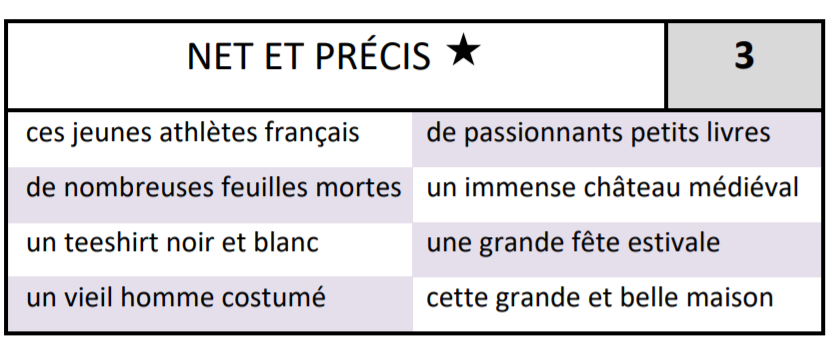 NET ET PRÉCIS ★ 3
ces jeunes athlètes français de passionnants petits livres
de nombreuses feuilles mortes un immense château médiéval
un teeshirt noir et blanc une grande fête estivale
un vieil homme costumé cette grande et belle maison